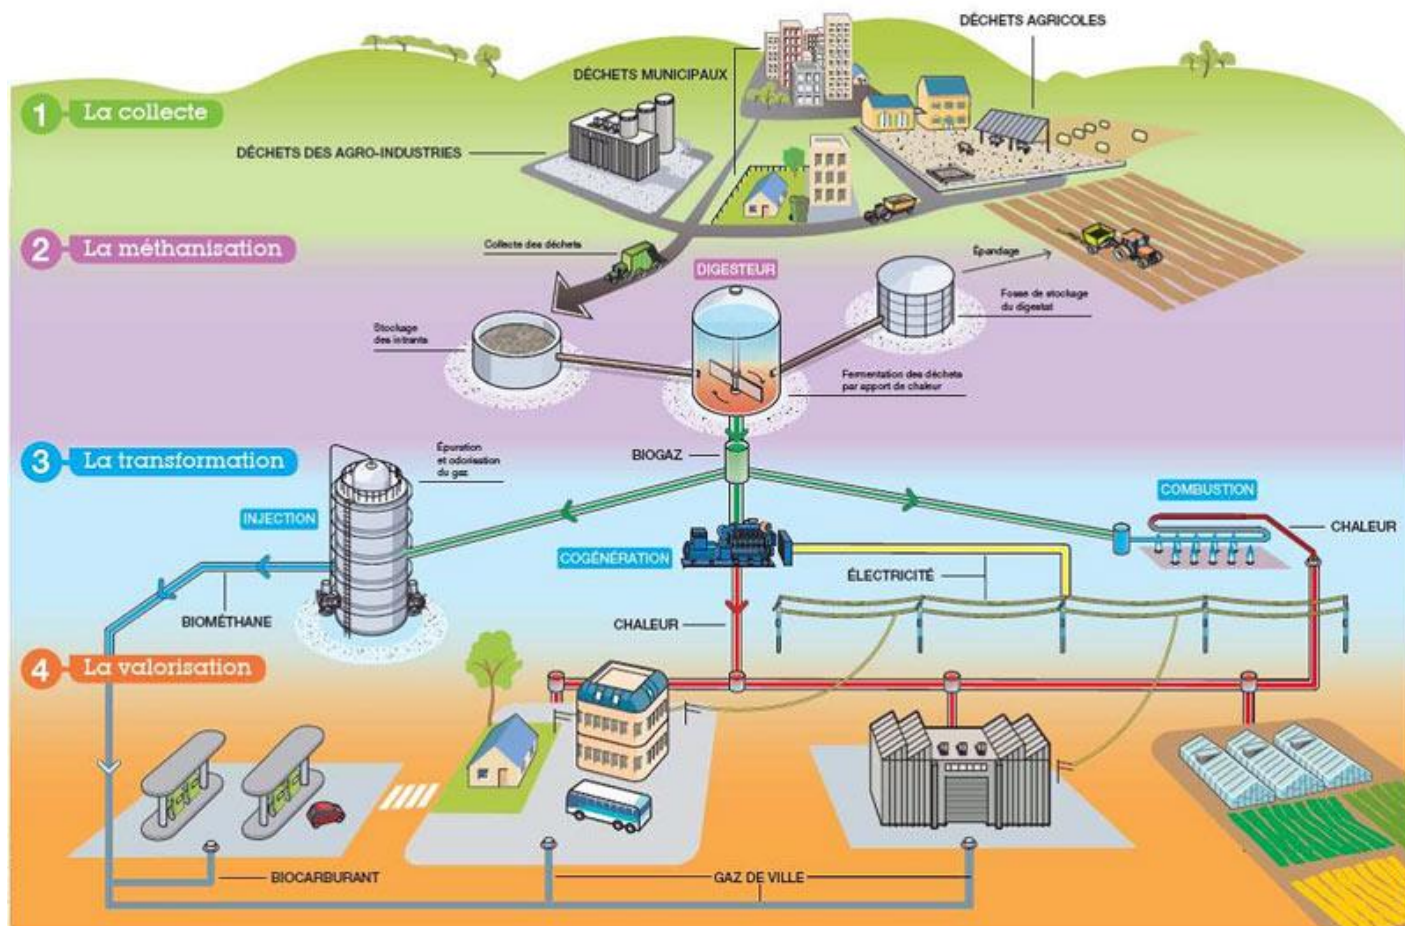 DÉCHETS AGRICOLES
DÉCHETS MUNICIPAUX
1 La collecte
DÉCHETS DES AGRO-INDUSTRIES
2 La méthanisation
Collecte des déchets
DIGESTEUR
Épandage
Fosse de stockage
du digestat
Stockage
des intrants
Fermentation des déchets
par apport de chaleur
3 La transformation
Épuration
et odorisation
du gaz
BIOGAZ
COMBUSTION
INJECTION
CHALEUR
COGÉNÉRATION
ÉLECTRICITÉ
BIOMÉTHANE
CHALEUR
4 La valorisation
BIOCARBURANT
GAZ DE VILLE